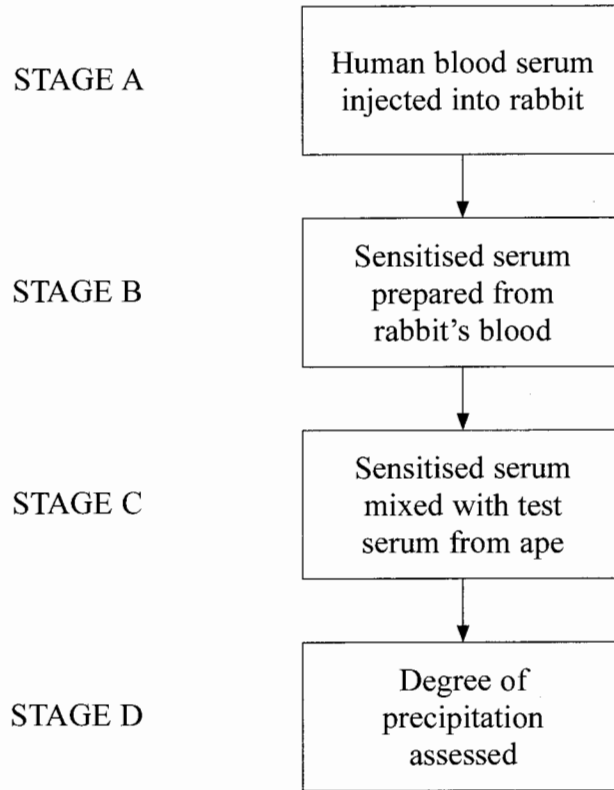 STAGE A
Human blood serum
injected into rabbit
STAGE B
Sensitised serum
prepared from
rabbit's blood
STAGE C
Sensitised serum
mixed with test
serum from ape
STAGE D
Degree of
precipitation
assessed